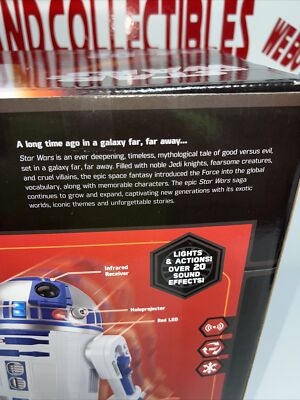 NDCOLLECTIBLES
A long time ago in a galaxy far, far away...
Star Wars is an ever deepening, timeless, mythological tale of good versus evil,
set in a galaxy far, far away. Filled with noble Jedi knights, fearsome creatures,
and cruel villains, the epic space fantasy introduced the Force into the global
vocabulary, along with memorable characters. The epic Star Wars saga
continues to grow and expand, captivating new generations with its exotic
worlds, iconic themes and unforgettable stories.
LIGHTS
& ACTIONS!
OVER 20
SOUND
EFFECTS!
Infrared
Receiver
Holoprojector
Red LED